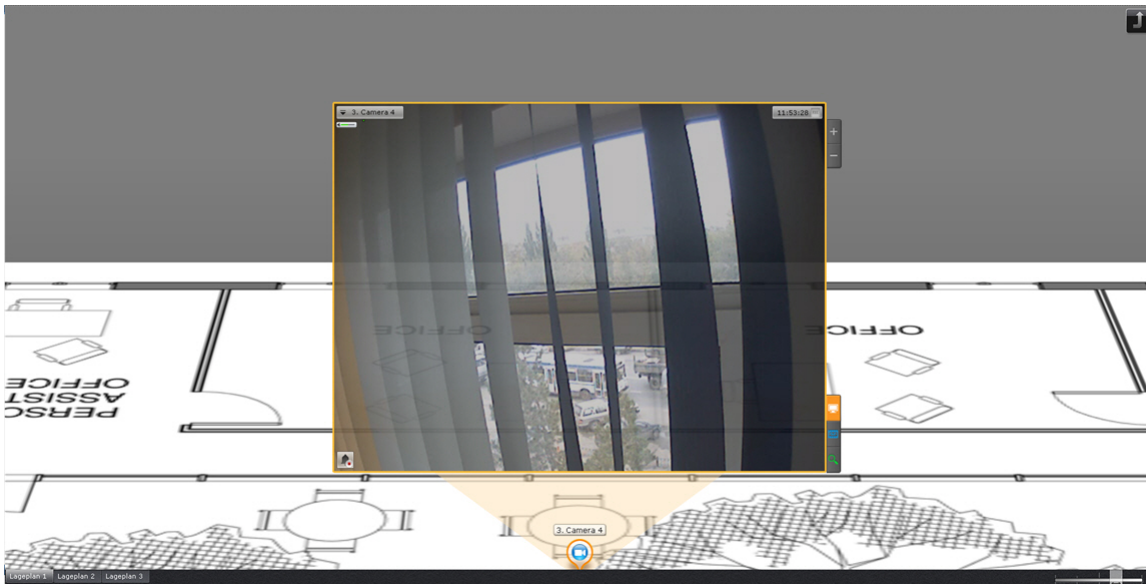 3. Camera 4
11:53:28
OFFICE
OFFICE
OFFICE
PERSO
ASSIST
OFFICE
3. Camera 4
Lageplan 1
Lageplan 2
Lageplan 3